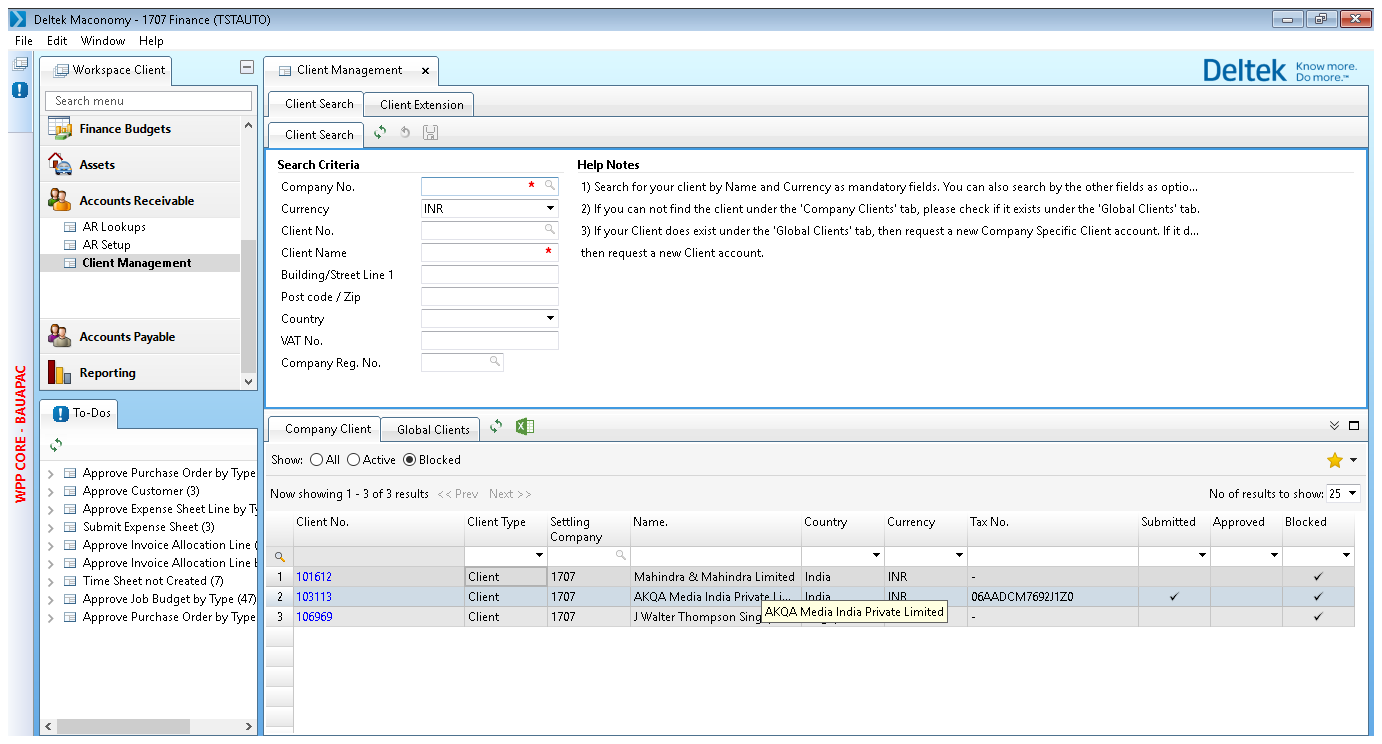 Deltek Maconomy - 1707 Finance (TSTAUTO)
File Edit Window Help
Workspace Client
Search menu
Finance Budgets
Assets
Accounts Receivable
AR Lookups
AR Setup
Client Management
Accounts Payable
Reporting
WPP CORE - BAUAPAC
To-Dos
Approve Purchase Order by Type
Approve Customer (3)
Approve Expense Sheet Line by Ty
Submit Expense Sheet (3)
Approve Invoice Allocation Line (
Approve Invoice Allocation Line b
Time Sheet not Created (7)
Approve Job Budget by Type (47)
Approve Purchase Order by Type
Client Management x
Deltek Know more. Do more.™
Client Search Client Extension
Client Search
Search Criteria
Company No. *
Currency INR
Client No.
Client Name *
Building/Street Line 1
Post code / Zip
Country
VAT No.
Company Reg. No.
Help Notes
1) Search for your client by Name and Currency as mandatory fields. You can also search by the other fields as optio...
2) If you can not find the client under the 'Company Clients' tab, please check if it exists under the 'Global Clients' tab.
3) If your Client does exist under the 'Global Clients' tab, then request a new Company Specific Client account. If it d...
then request a new Client account.
Company Client Global Clients
Show: All Active Blocked
Now showing 1 - 3 of 3 results << Prev Next >> No of results to show: 25
Client No. Client Type Settling Company Name. Country Currency Tax No. Submitted Approved Blocked
1 101612 Client 1707 Mahindra & Mahindra Limited India INR - ✓
2 103113 Client 1707 AKQA Media India Private Li... India INR 06AADCM7692J1Z0 ✓ ✓
AKQA Media India Private Limited
3 106969 Client 1707 J Walter Thompson - ✓